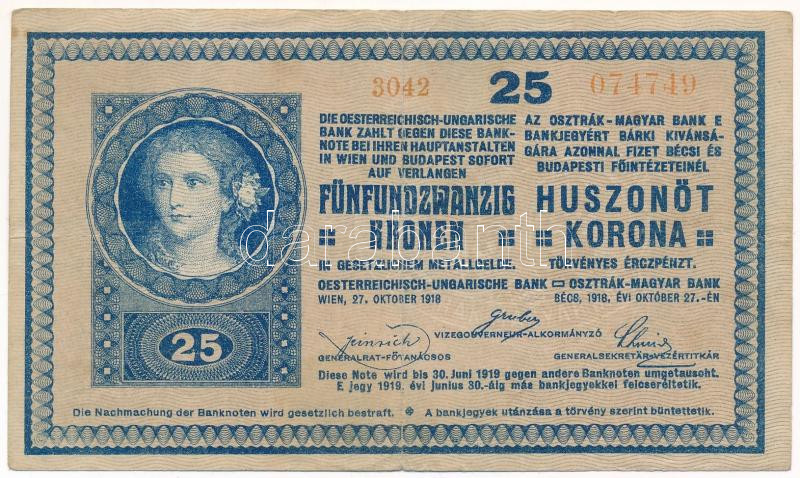 3042 25 074749
DIE OESTERREICHISCH-UNGARISCHE
BANK ZAHLT GEGEN DIESE BANK-
NOTE BEI IHREN HAUPTANSTALTEN
IN WIEN UND BUDAPEST SOFORT
AUF VERLANGEN
FÜNFUNDZWANZIG
KRONEN
IN GESETZLICHEM METALLGELDE.
OESTERREICHISCH-UNGARISCHE BANK
WIEN, 27. OKTOBER 1918
AZ OSZTRÁK-MAGYAR BANK E
BANKJEGYÉRT BÁRKI KIVÁNSÁ-
GÁRA AZONNAL FIZET BÉCSI ÉS
BUDAPESTI FŐINTÉZETEINÉL
HUSZONÖT
KORONA
TÖRVÉNYES ÉRCZPÉNZT.
OSZTRÁK-MAGYAR BANK
BÉCS, 1918. ÉVI OKTÓBER 27.-ÉN
darabanth
Gruber
VIZEGOUVERNEUR-ALKORMÁNYZÓ
GENERALRAT-FŐTANÁCSOS
GENERALSEKRETÄR-VEZÉRTITKÁR
25
Diese Note wird bis 30. Juni 1919 gegen andere Banknoten umgetauscht.
E jegy 1919. évi junius 30.-áig más bankjegyekkel felcseréltetik.
Die Nachmachung der Banknoten wird gesetzlich bestraft. * A bankjegyek utánzása a törvény szerint büntettetik.